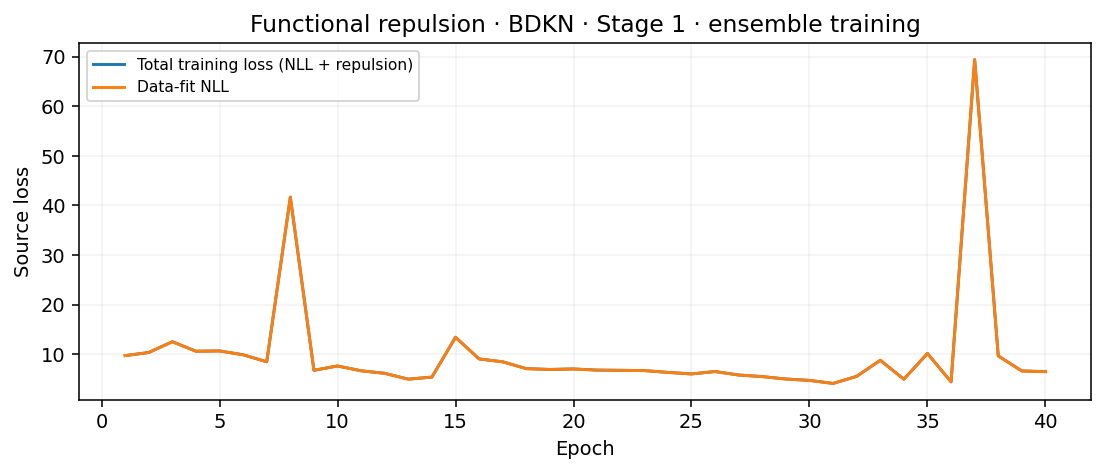 Functional repulsion · BDKN · Stage 1 · ensemble training
Total training loss (NLL + repulsion)
Data-fit NLL
Source loss
70
60
50
40
30
20
10
0 5 10 15 20 25 30 35 40
Epoch